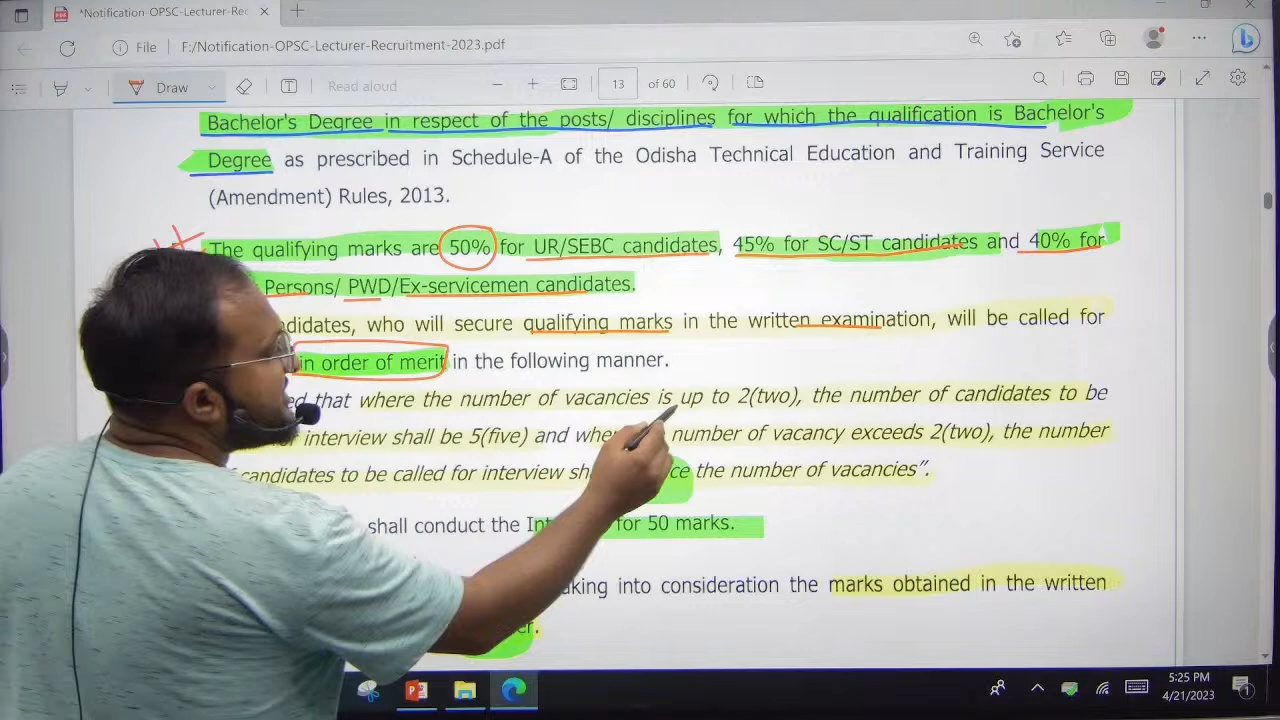 *Notification-OPSC-Lecturer-Rec
File F:/Notification-OPSC-Lecturer-Recruitment-2023.pdf
Draw Read aloud 13 of 60
Bachelor's Degree in respect of the posts/ disciplines for which the qualification is Bachelor's
Degree as prescribed in Schedule-A of the Odisha Technical Education and Training Service
(Amendment) Rules, 2013.
The qualifying marks are 50% for UR/SEBC candidates, 45% for SC/ST candidates and 40% for
Persons/ PWD/Ex-servicemen candidates.
who will secure qualifying marks in the written examination, will be called for
in order of merit in the following manner.
that where the number of vacancies is up to 2(two), the number of candidates to be
interview shall be 5(five) and number of vacancy exceeds 2(two), the number
candidates to be called for interview the number of vacancies".
shall conduct the for 50 marks.
into consideration the marks obtained in the written
5:25 PM
4/21/2023